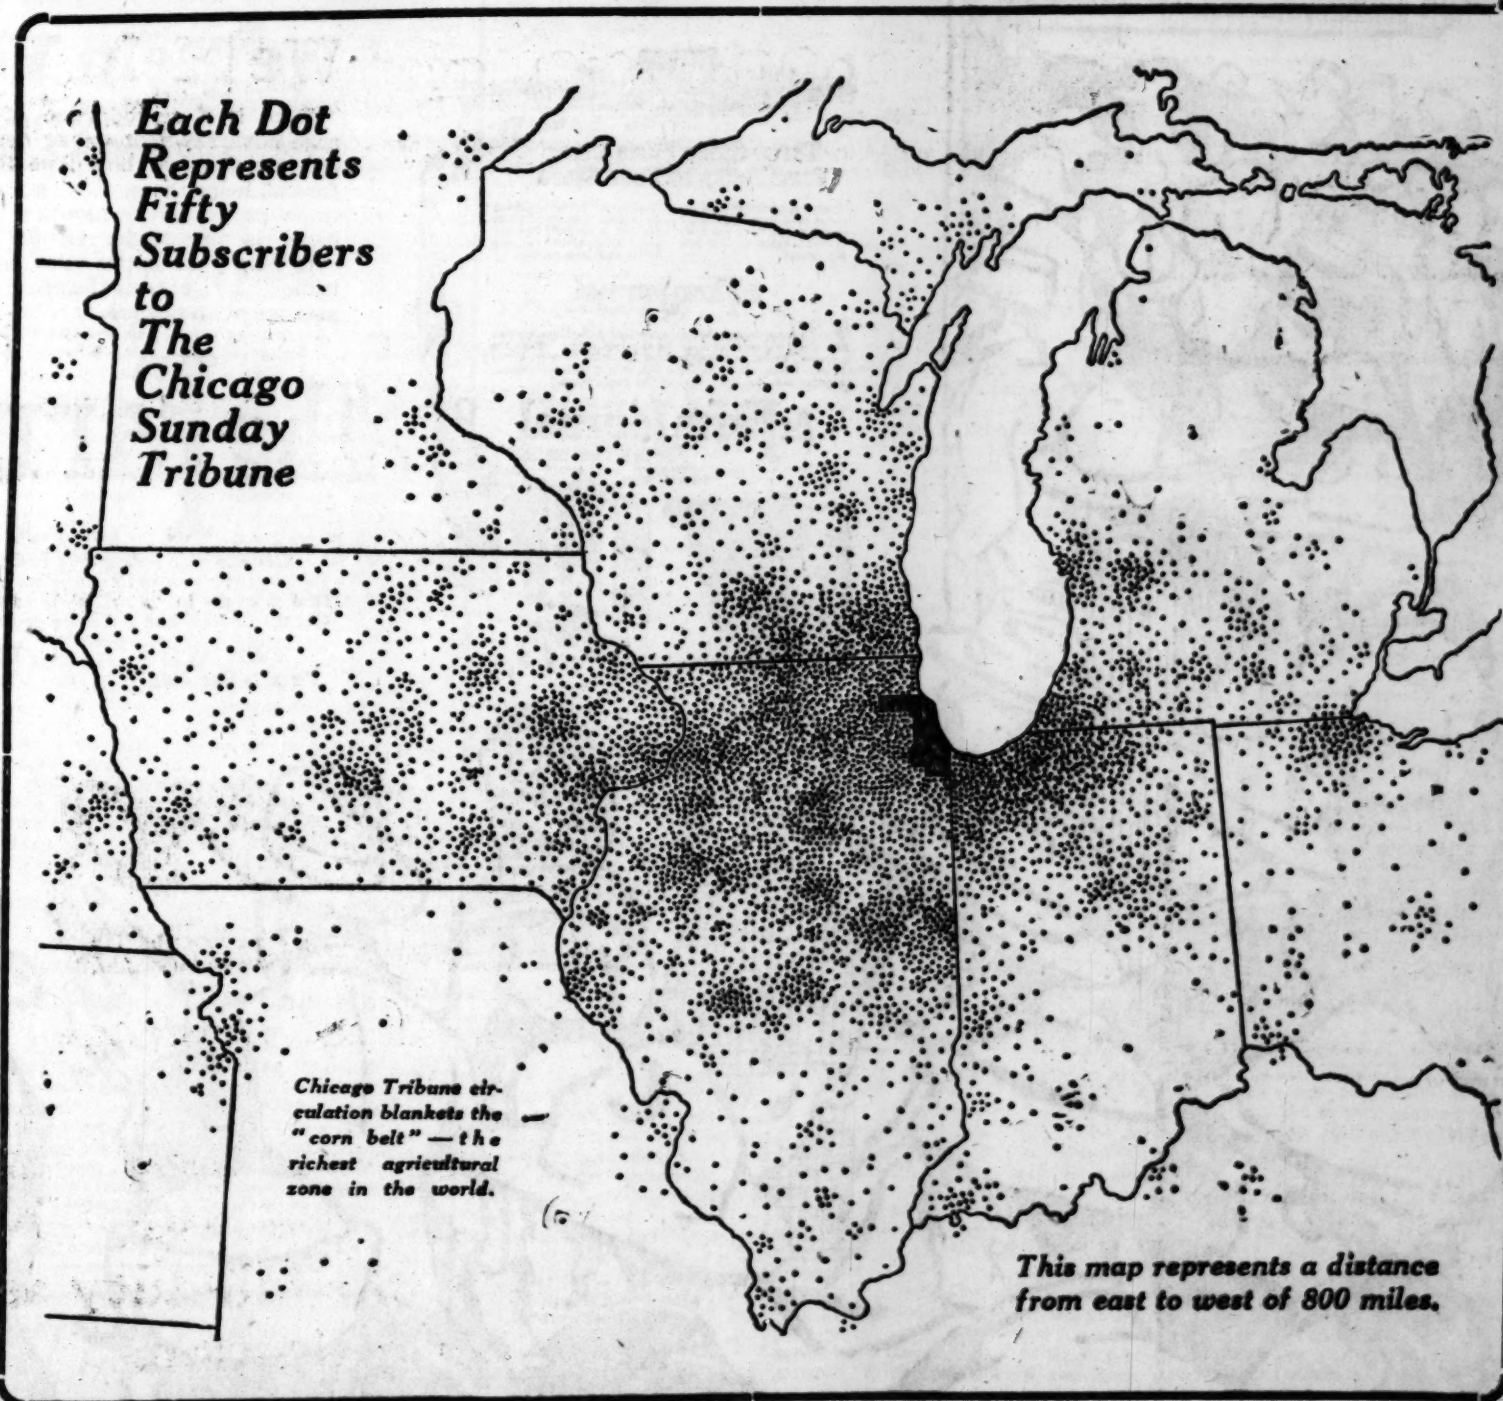 Each Dot
Represents
Fifty
Subscribers
to
The
Chicago
Sunday
Tribune
Chicago Tribune cir-
culation blankets the
"corn belt" — the
richest agricultural
zone in the world.
This map represents a distance
from east to west of 800 miles.